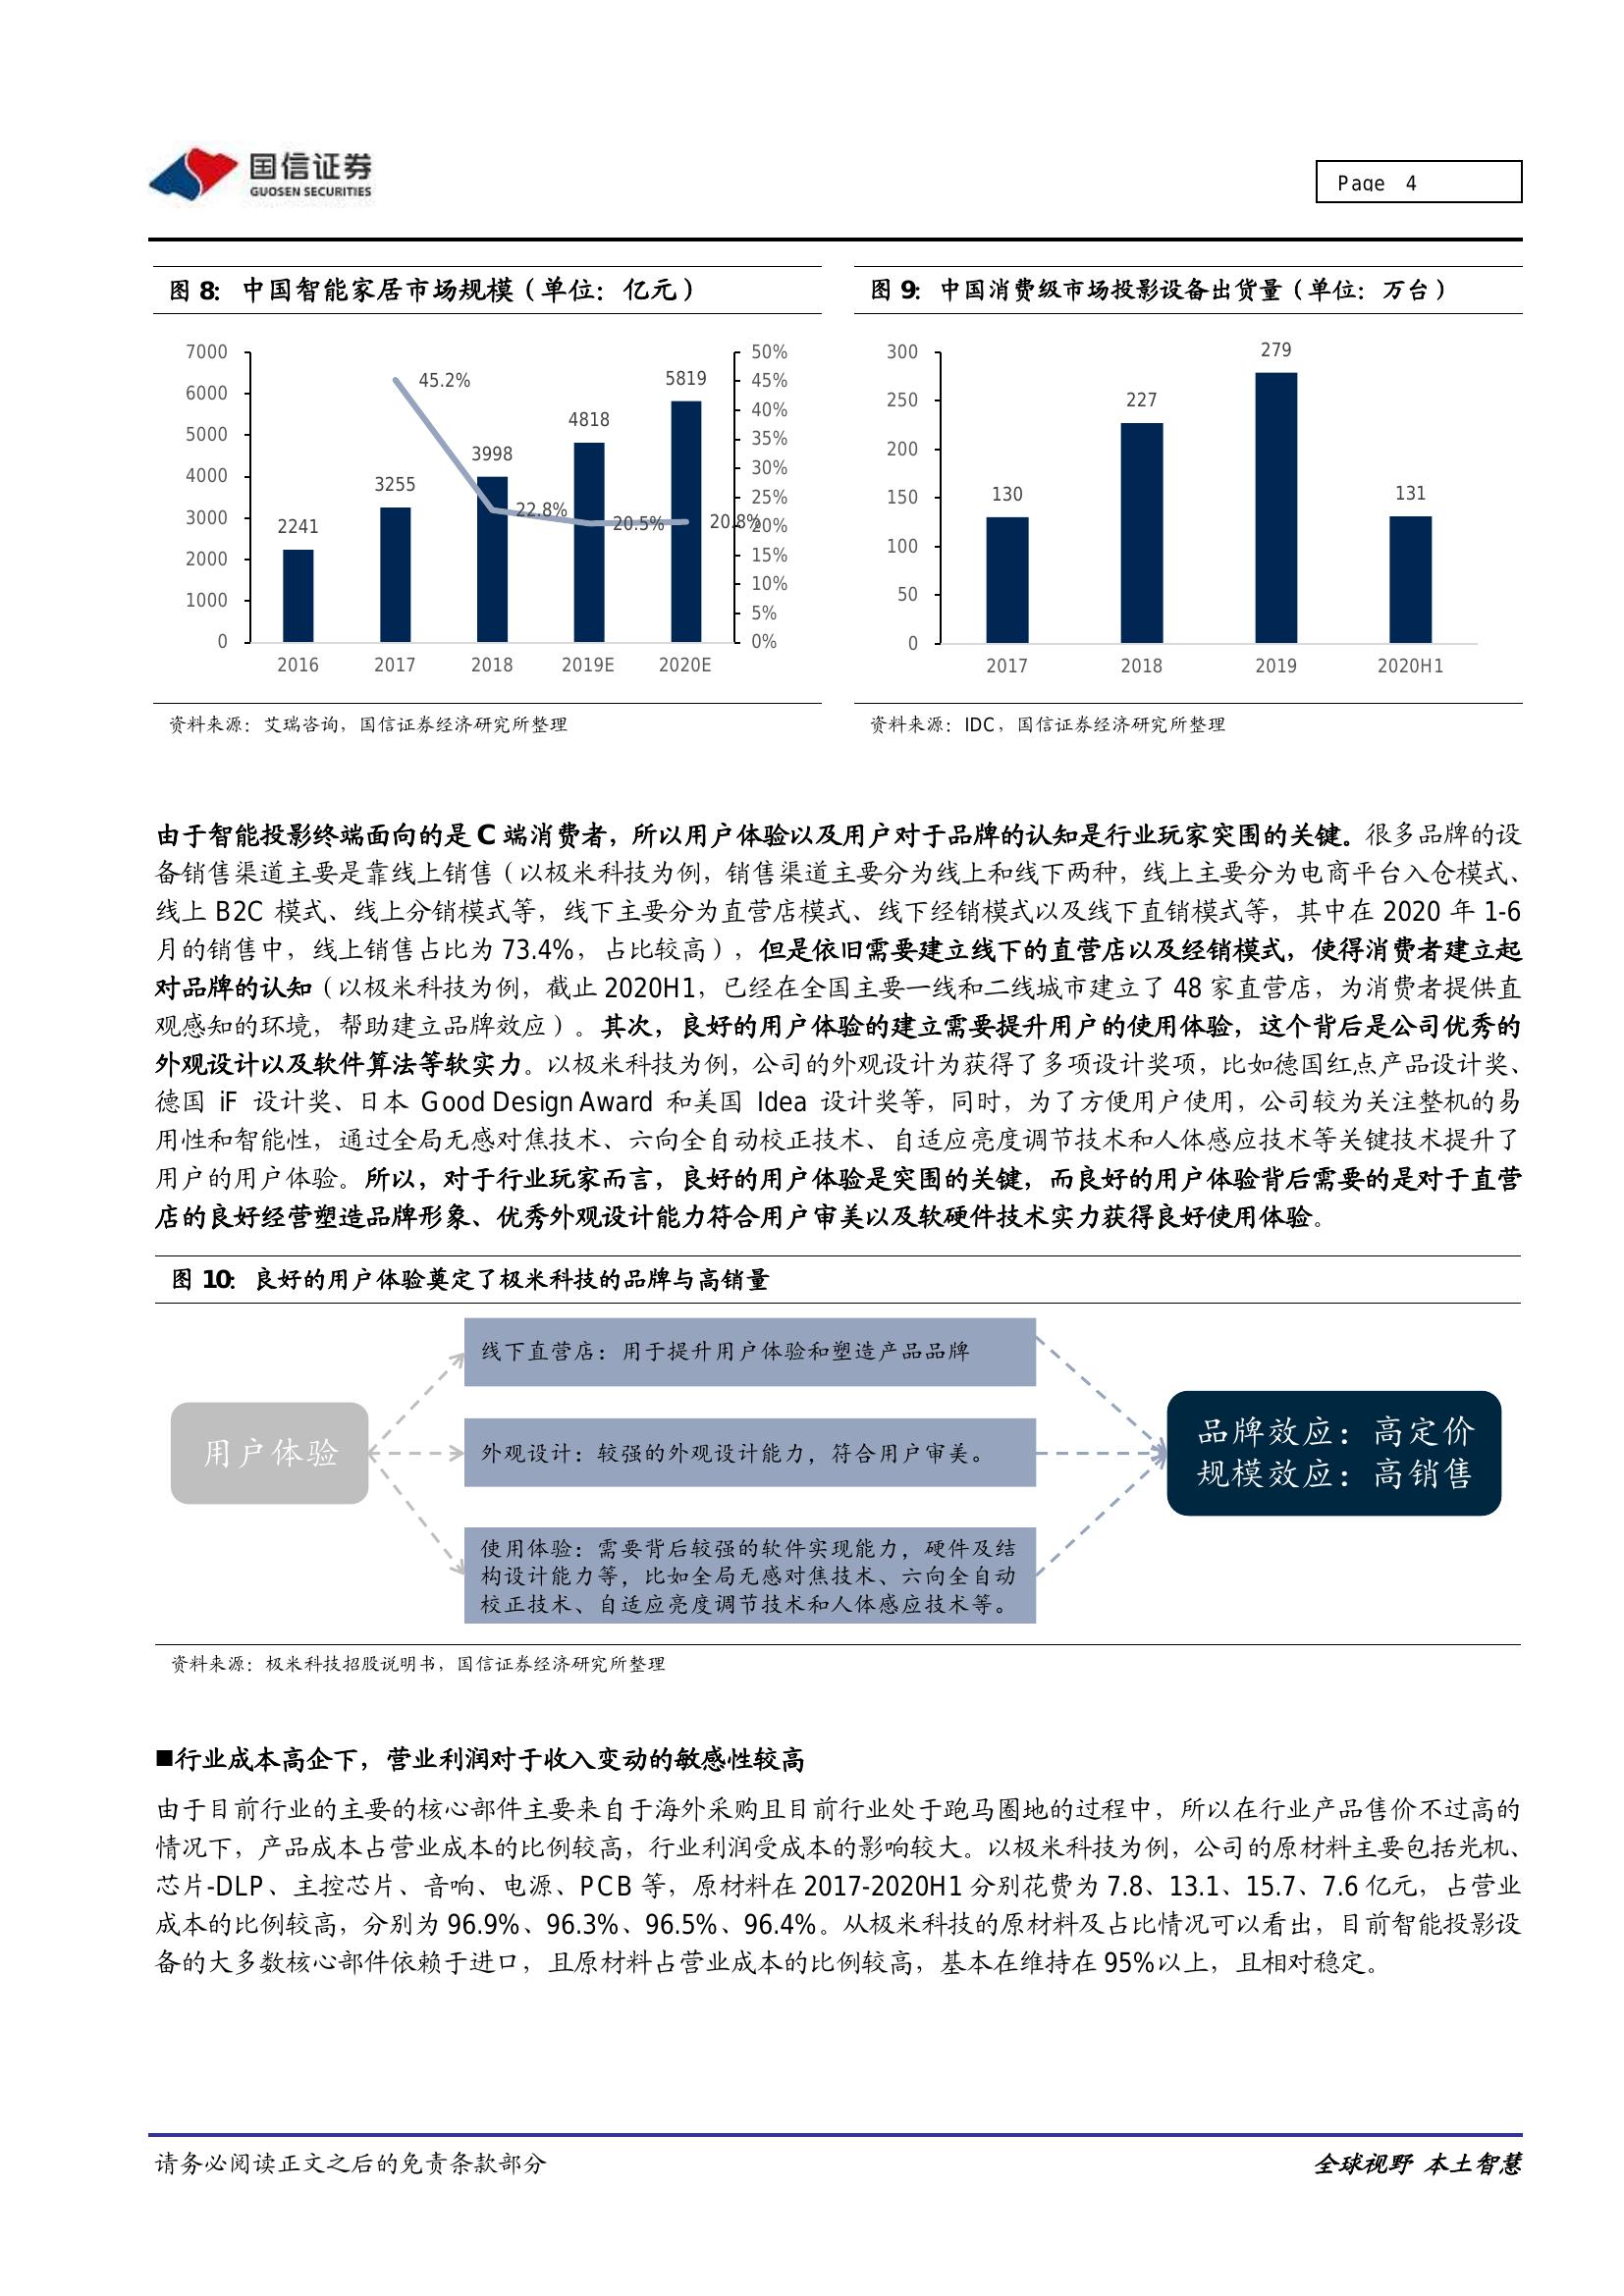 国信证券
GUOSEN SECURITIES
Page 4
图 8：中国智能家居市场规模（单位：亿元）
7000
6000
5000
4000
3000
2000
1000
0
50%
45%
40%
35%
30%
25%
20%
15%
10%
5%
0%
2241
3255
3998
4818
5819
45.2%
22.8%
20.5%
20.8%
2016 2017 2018 2019E 2020E
资料来源：艾瑞咨询，国信证券经济研究所整理
图 9：中国消费级市场投影设备出货量（单位：万台）
300
250
200
150
100
50
0
130
227
279
131
2017 2018 2019 2020H1
资料来源：IDC，国信证券经济研究所整理
由于智能投影终端面向的是 C 端消费者，所以用户体验以及用户对于品牌的认知是行业玩家突围的关键。很多品牌的设
备销售渠道主要是靠线上销售（以极米科技为例，销售渠道主要分为线上和线下两种，线上主要分为电商平台入仓模式、
线上 B2C 模式、线上分销模式等，线下主要分为直营店模式、线下经销模式以及线下直销模式等，其中在 2020 年 1-6
月的销售中，线上销售占比为 73.4%，占比较高），但是依旧需要建立线下的直营店以及经销模式，使得消费者建立起
对品牌的认知（以极米科技为例，截止 2020H1，已经在全国主要一线和二线城市建立了 48 家直营店，为消费者提供直
观感知的环境，帮助建立品牌效应）。其次，良好的用户体验的建立需要提升用户的使用体验，这个背后是公司优秀的
外观设计以及软件算法等软实力。以极米科技为例，公司的外观设计为获得了多项设计奖项，比如德国红点产品设计奖、
德国 iF 设计奖、日本 Good Design Award 和美国 Idea 设计奖等，同时，为了方便用户使用，公司较为关注整机的易
用性和智能性，通过全局无感对焦技术、六向全自动校正技术、自适应亮度调节技术和人体感应技术等关键技术提升了
用户的用户体验。所以，对于行业玩家而言，良好的用户体验是突围的关键，而良好的用户体验背后需要的是对于直营
店的良好经营塑造品牌形象、优秀外观设计能力符合用户审美以及软硬件技术实力获得良好使用体验。
图 10：良好的用户体验奠定了极米科技的品牌与高销量
用户体验
线下直营店：用于提升用户体验和塑造产品品牌
外观设计：较强的外观设计能力，符合用户审美。
使用体验：需要背后较强的软件实现能力，硬件及结
构设计能力等，比如全局无感对焦技术、六向全自动
校正技术、自适应亮度调节技术和人体感应技术等。
品牌效应：高定价
规模效应：高销售
资料来源：极米科技招股说明书，国信证券经济研究所整理
■行业成本高企下，营业利润对于收入变动的敏感性较高
由于目前行业的主要的核心部件主要来自于海外采购且目前行业处于跑马圈地的过程中，所以在行业产品售价不过高的
情况下，产品成本占营业成本的比例较高，行业利润受成本的影响较大。以极米科技为例，公司的原材料主要包括光机、
芯片-DLP、主控芯片、音响、电源、PCB 等，原材料在 2017-2020H1 分别花费为 7.8、13.1、15.7、7.6 亿元，占营业
成本的比例较高，分别为 96.9%、96.3%、96.5%、96.4%。从极米科技的原材料及占比情况可以看出，目前智能投影设
备的大多数核心部件依赖于进口，且原材料占营业成本的比例较高，基本在维持在 95%以上，且相对稳定。
请务必阅读正文之后的免责条款部分
全球视野 本土智慧